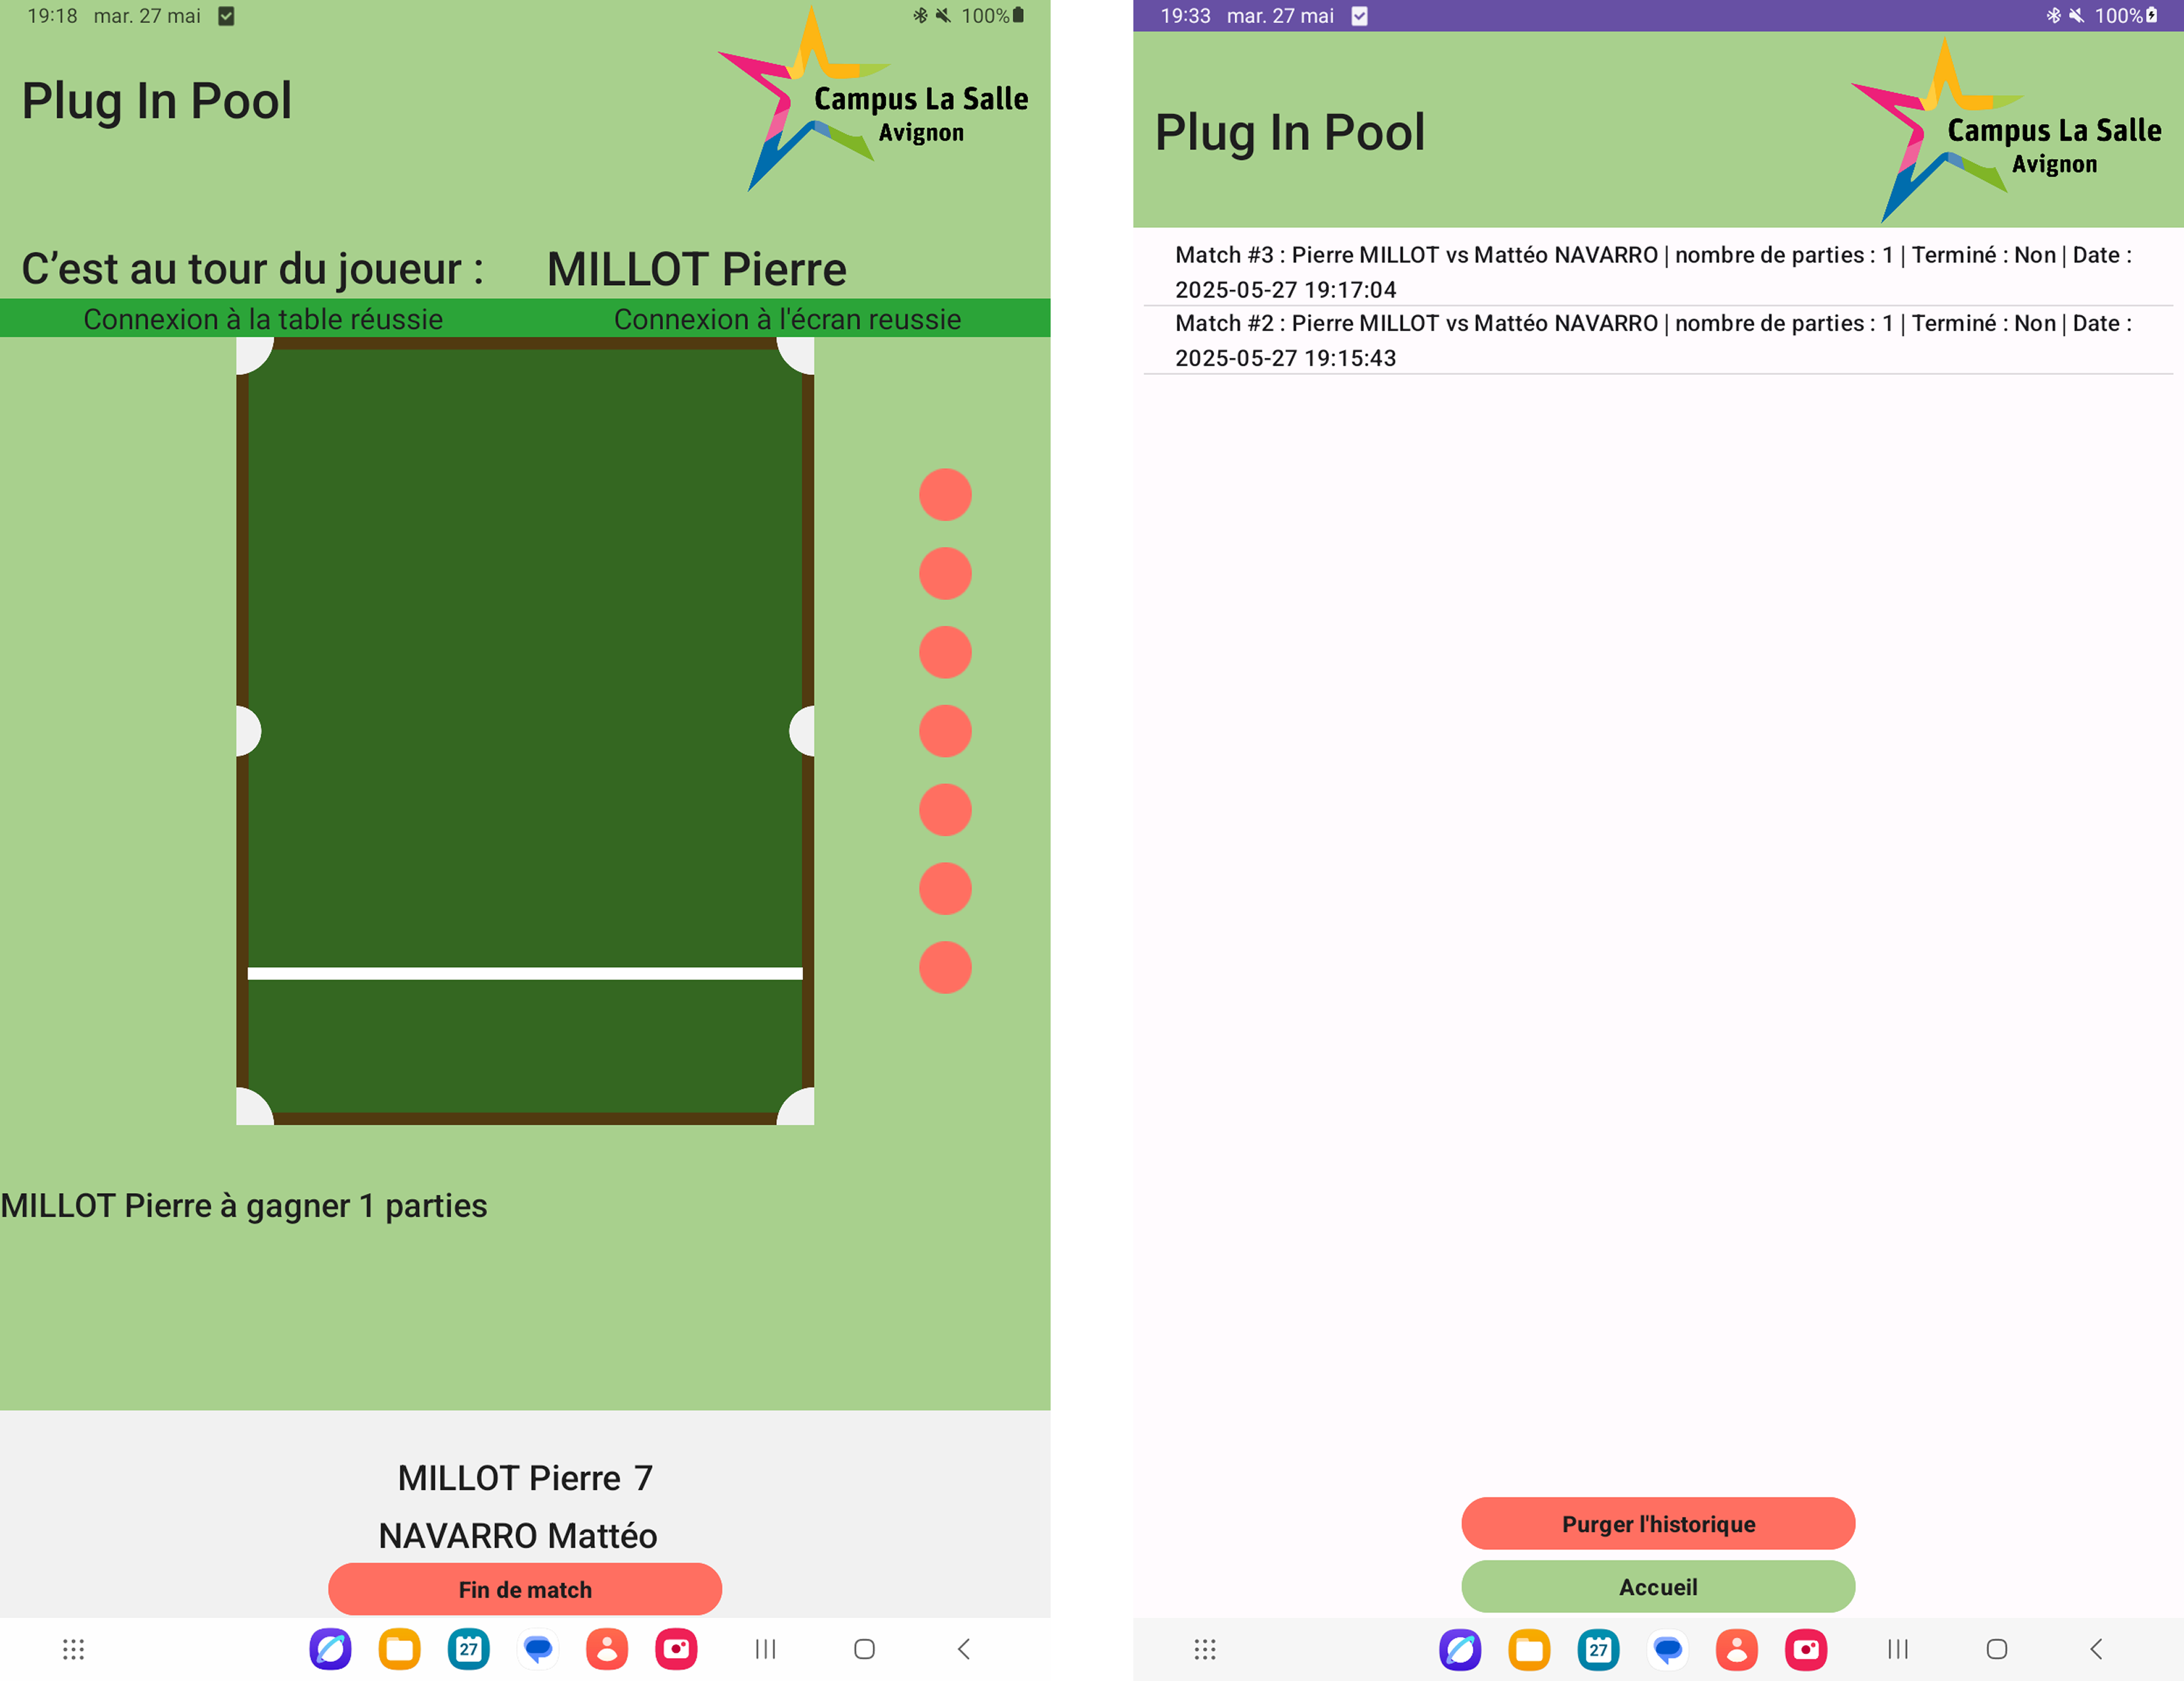 19:18 mar. 27 mai
100%
Plug In Pool
Campus La Salle
Avignon
C’est au tour du joueur : MILLOT Pierre
Connexion à la table réussie Connexion à l'écran reussie
MILLOT Pierre à gagner 1 parties
MILLOT Pierre 7
NAVARRO Mattéo
Fin de match
27
19:33 mar. 27 mai
100%
Plug In Pool
Campus La Salle
Avignon
Match #3 : Pierre MILLOT vs Mattéo NAVARRO | nombre de parties : 1 | Terminé : Non | Date :
2025-05-27 19:17:04
Match #2 : Pierre MILLOT vs Mattéo NAVARRO | nombre de parties : 1 | Terminé : Non | Date :
2025-05-27 19:15:43
Purger l'historique
Accueil
27